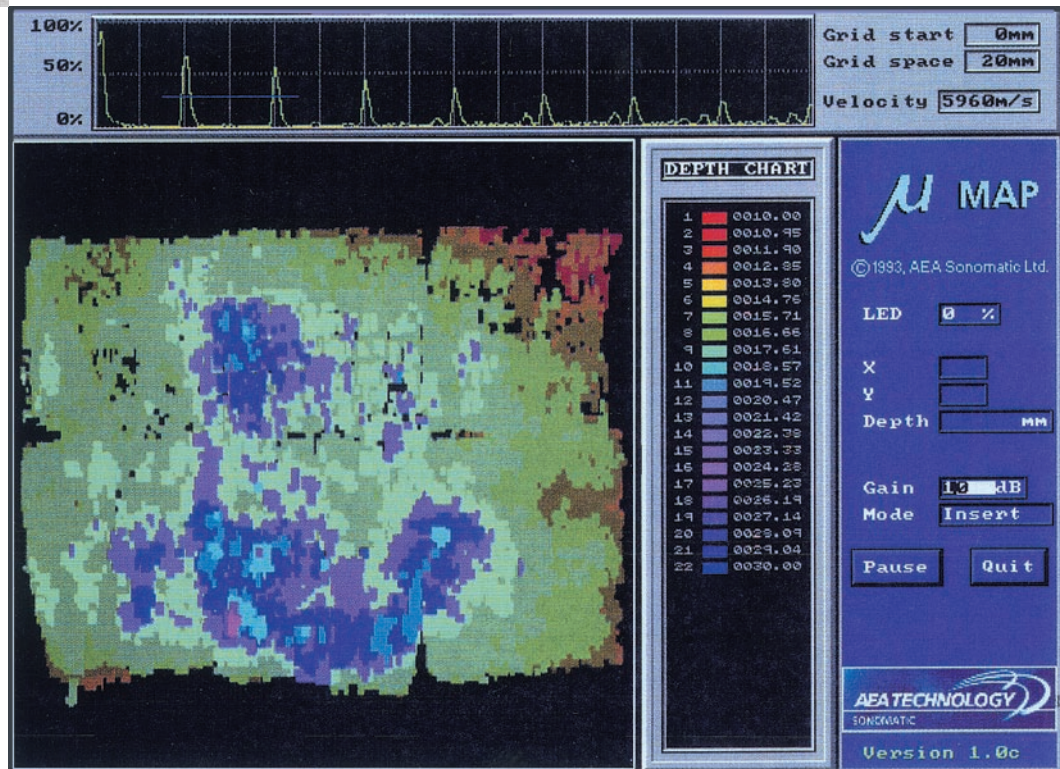 100%
50%
0%
Grid start 0mm
Grid space 20mm
Velocity 5960m/s
DEPTH CHART
1 0010.00
2 0010.95
3 0011.90
4 0012.85
5 0013.80
6 0014.76
7 0015.71
8 0016.66
9 0017.61
10 0018.57
11 0019.52
12 0020.47
13 0021.42
14 0022.38
15 0023.33
16 0024.28
17 0025.23
18 0026.19
19 0027.14
20 0028.09
21 0029.04
22 0030.00
μ MAP
© 1993, AEA Sonomatic Ltd.
LED 0 %
X
Y
Depth mm
Gain 10 dB
Mode Insert
Pause Quit
AEA TECHNOLOGY
SONOMATIC
Version 1.0c